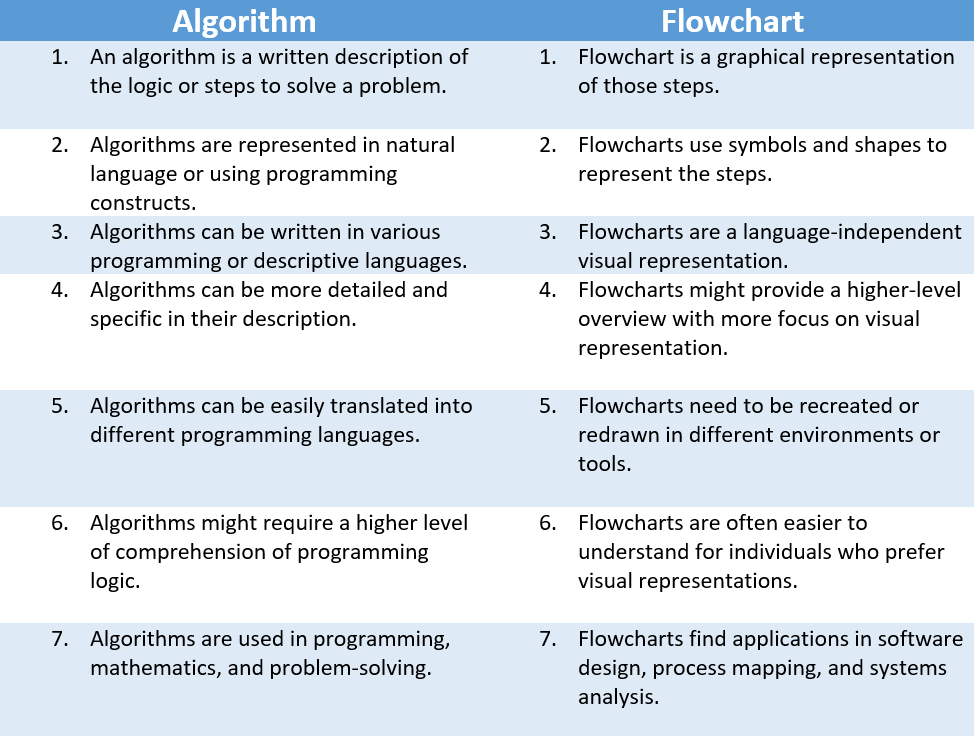 Algorithm
Flowchart
1. An algorithm is a written description of
the logic or steps to solve a problem.
1. Flowchart is a graphical representation
of those steps.
2. Algorithms are represented in natural
language or using programming
constructs.
2. Flowcharts use symbols and shapes to
represent the steps.
3. Algorithms can be written in various
programming or descriptive languages.
3. Flowcharts are a language-independent
visual representation.
4. Algorithms can be more detailed and
specific in their description.
4. Flowcharts might provide a higher-level
overview with more focus on visual
representation.
5. Algorithms can be easily translated into
different programming languages.
5. Flowcharts need to be recreated or
redrawn in different environments or
tools.
6. Algorithms might require a higher level
of comprehension of programming
logic.
6. Flowcharts are often easier to
understand for individuals who prefer
visual representations.
7. Algorithms are used in programming,
mathematics, and problem-solving.
7. Flowcharts find applications in software
design, process mapping, and systems
analysis.